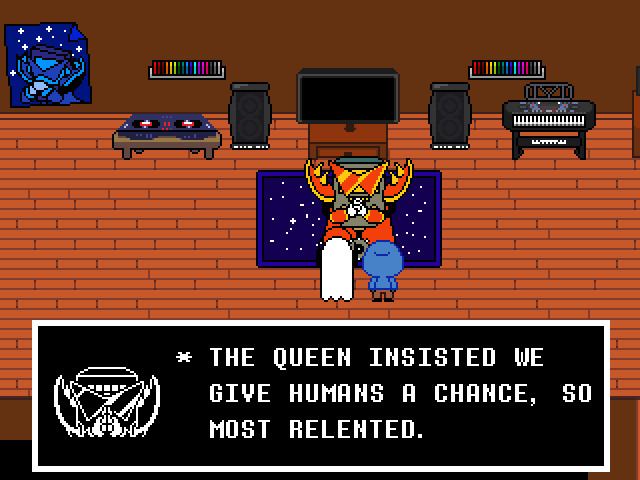 * THE QUEEN INSISTED WE
GIVE HUMANS A CHANCE, SO
MOST RELENTED.